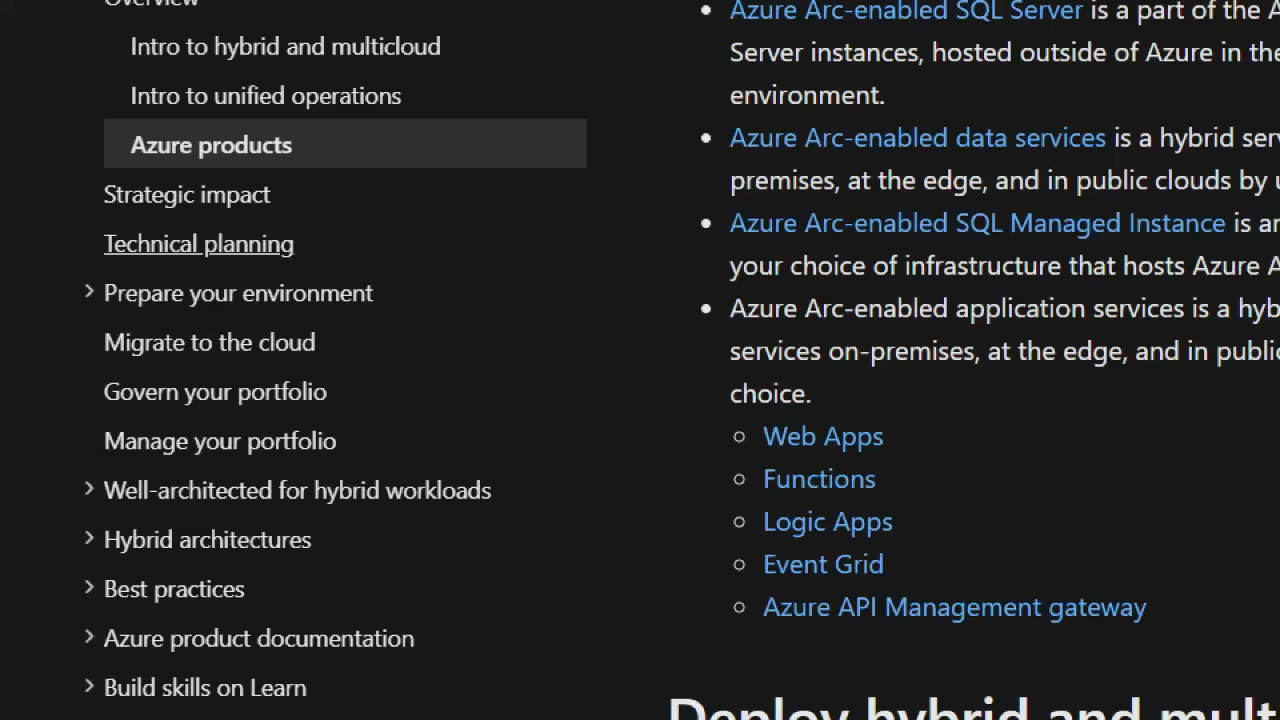 Overview
Intro to hybrid and multicloud
Intro to unified operations
Azure products
Strategic impact
Technical planning
Prepare your environment
Migrate to the cloud
Govern your portfolio
Manage your portfolio
Well-architected for hybrid workloads
Hybrid architectures
Best practices
Azure product documentation
Build skills on Learn
Azure Arc-enabled SQL Server is a part of the
Server instances, hosted outside of Azure in the
environment.
Azure Arc-enabled data services is a hybrid
premises, at the edge, and in public clouds by
Azure Arc-enabled SQL Managed Instance is
your choice of infrastructure that hosts Azure
Azure Arc-enabled application services is a
services on-premises, at the edge, and in
choice.
Web Apps
Functions
Logic Apps
Event Grid
Azure API Management gateway
Deploy hybrid and